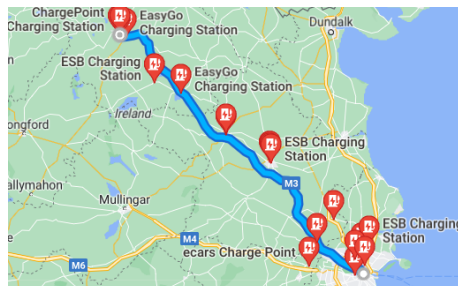 ChargePoint
Charging Station
EasyGo
Charging Station
Dundalk
ESB Charging
Station
EasyGo
Charging Station
Ireland
ongford
ESB Charging
Station
M3
allymahon
Mullingar
ESB Charging
Station
M4
ecars Charge Point
M6